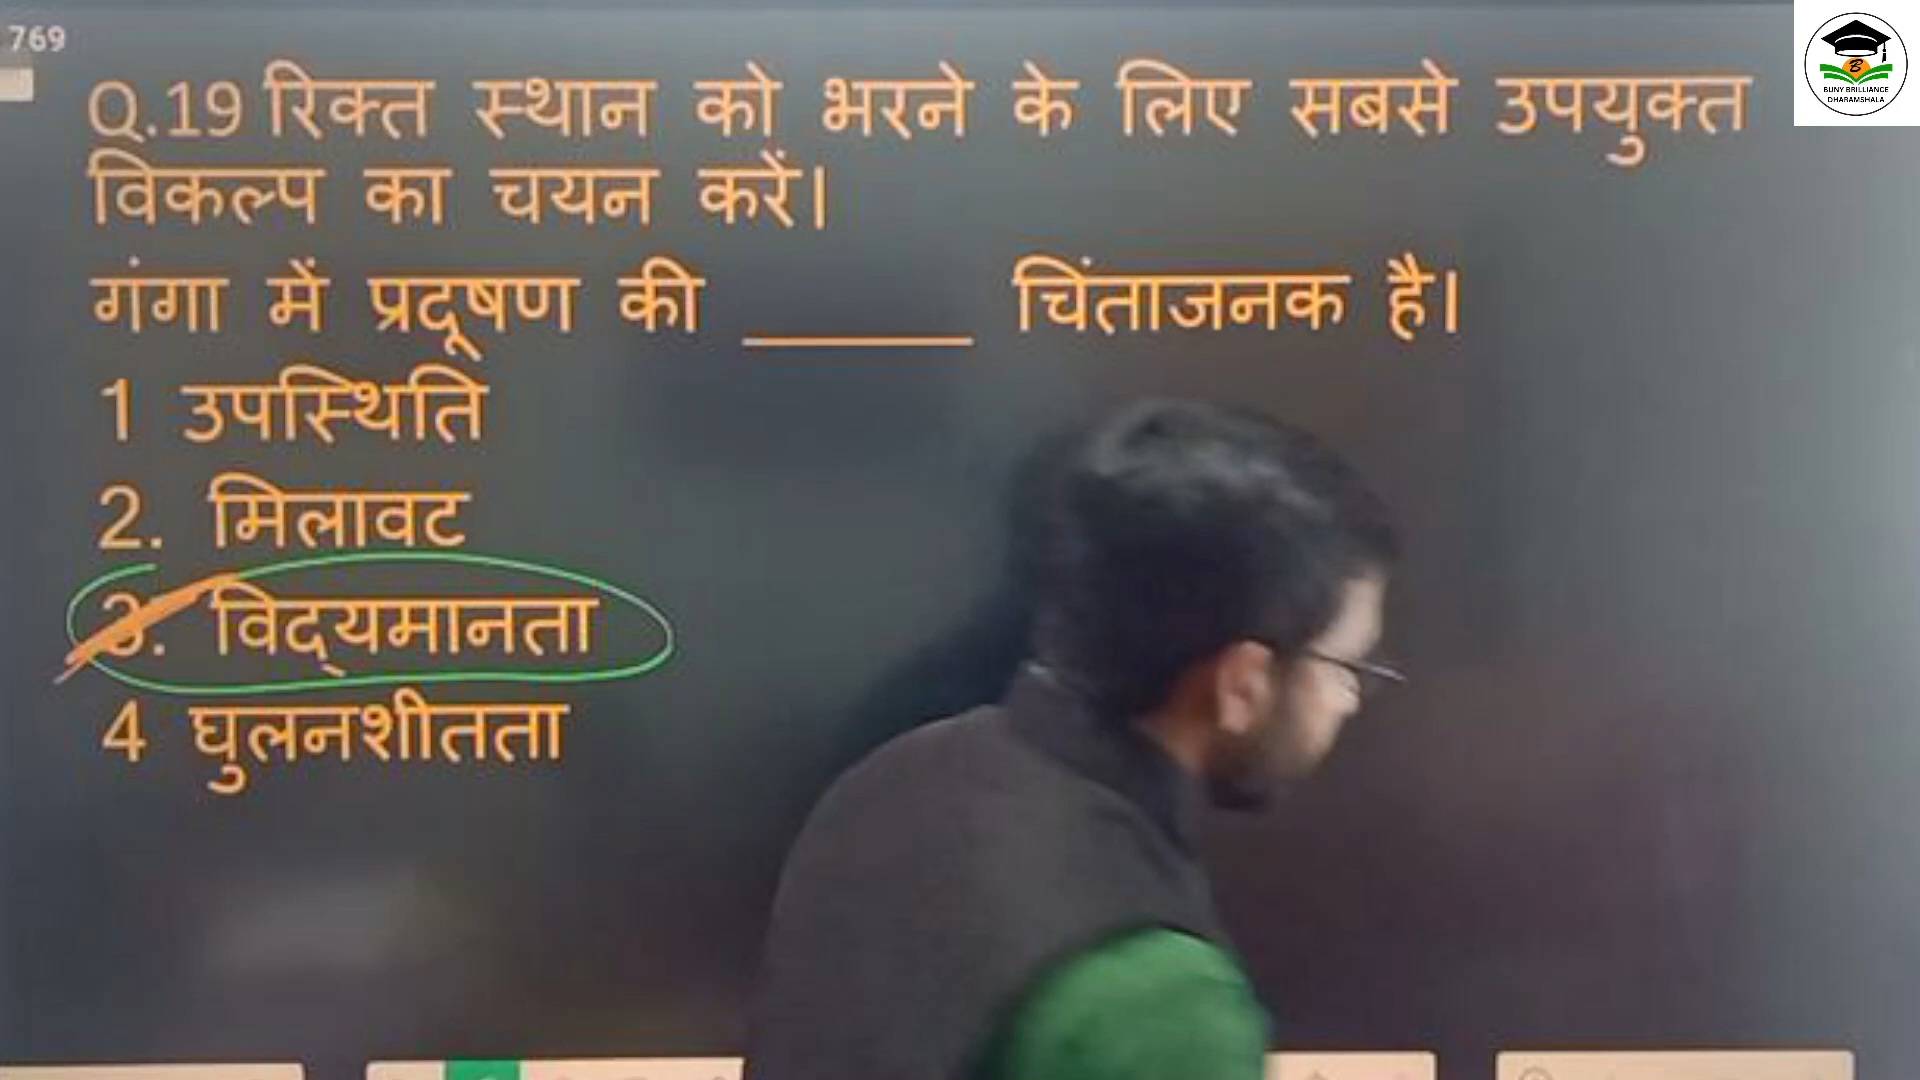 769
BUNY BRILLIANCE
DHARAMSHALA
Q.19 रिक्त स्थान को भरने के लिए सबसे उपयुक्त
विकल्प का चयन करें।
गंगा में प्रदूषण की ______ चिंताजनक है।
1 उपस्थिति
2. मिलावट
3. विद्यमानता
4 घुलनशीतता